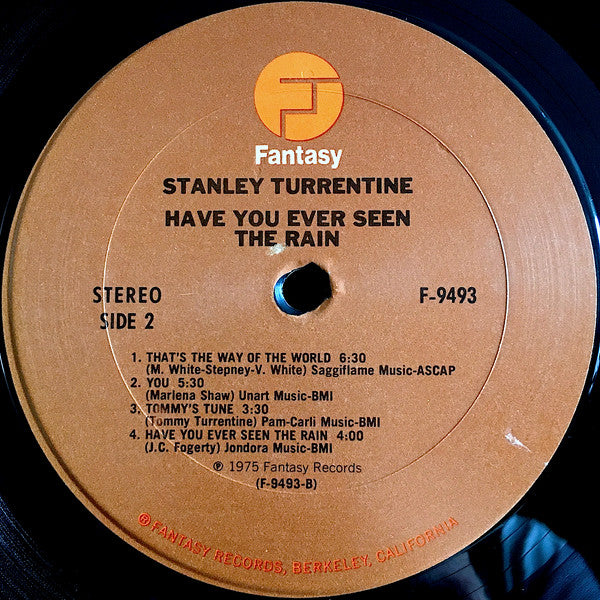 Fantasy
STANLEY TURRENTINE
HAVE YOU EVER SEEN
THE RAIN
STEREO
SIDE 2
F-9493
1. THAT'S THE WAY OF THE WORLD 6:30
(M. White-Stepney-V. White) Saggiflame Music-ASCAP
2. YOU 5:30
(Marlena Shaw) Unart Music-BMI
3. TOMMY'S TUNE 3:30
(Tommy Turrentine) Pam-Carli Music-BMI
4. HAVE YOU EVER SEEN THE RAIN 4:00
(J.C. Fogerty) Jondora Music-BMI
℗ 1975 Fantasy Records
(F-9493-B)
® FANTASY RECORDS, BERKELEY, CALIFORNIA